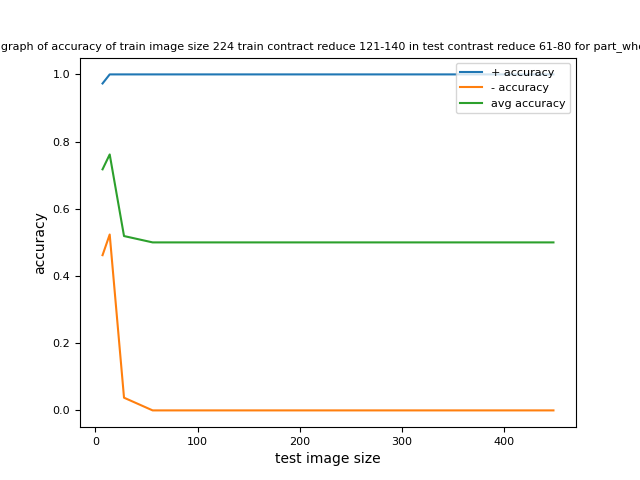 graph of accuracy of train image size 224 train contract reduce 121-140 in test contrast reduce 61-80 for
+ accuracy
- accuracy
avg accuracy
1.0
0.8
0.6
0.4
0.2
0.0
accuracy
0 100 200 300 400
test image size